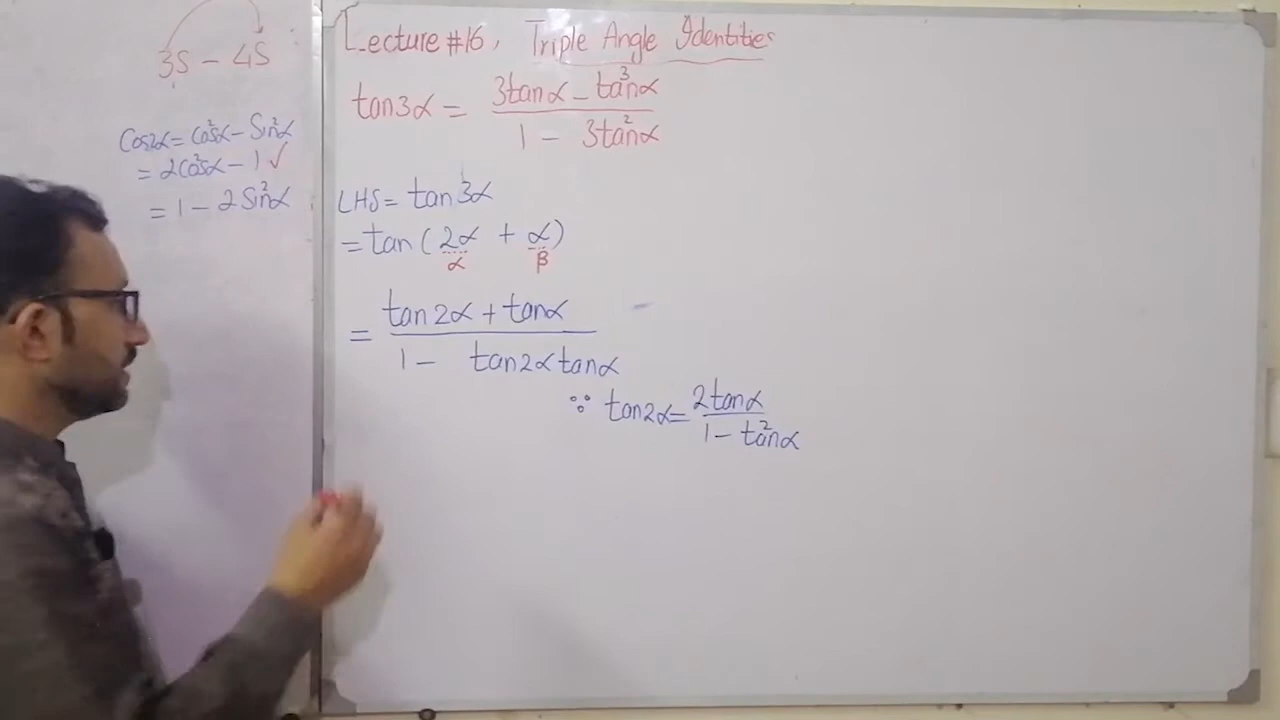 3S - 4S
Cos2α = Cos²α - Sin²α
= 2Cos²α - 1 ✓
= 1 - 2Sin²α
Lecture #16, Triple Angle Identities
tan3α = 3tanα - tan³α
1 - 3tan²α
LHS = tan3α
= tan(2α + α)
α β
= tan2α + tanα
1 - tan2α tanα
∵ tan2α = 2tanα
1 - tan²α